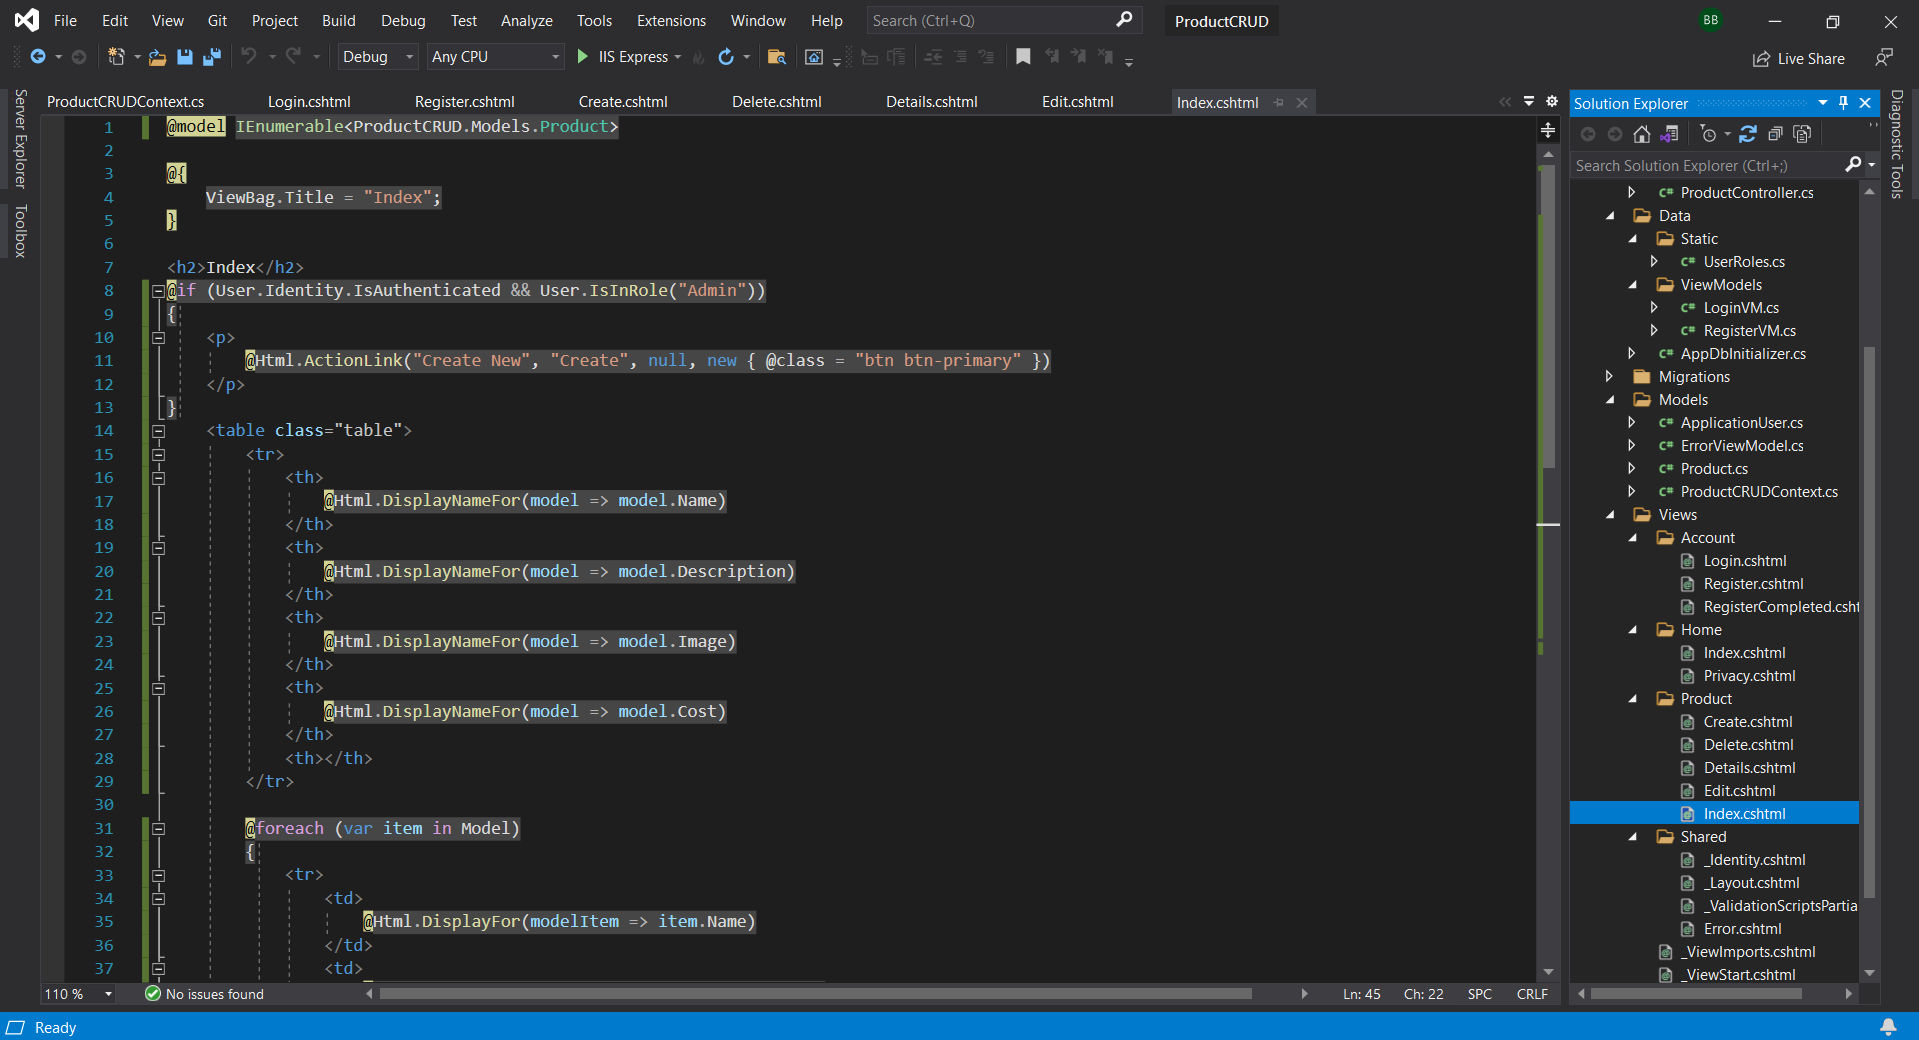 File Edit View Git Project Build Debug Test Analyze Tools Extensions Window Help Search (Ctrl+Q) ProductCRUD BB
Debug Any CPU IIS Express Live Share
Server Explorer
Toolbox
ProductCRUDContext.cs Login.cshtml Register.cshtml Create.cshtml Delete.cshtml Details.cshtml Edit.cshtml Index.cshtml
1 @model IEnumerable<ProductCRUD.Models.Product>
2
3 @{
4 ViewBag.Title = "Index";
5 }
6
7 <h2>Index</h2>
8 @if (User.Identity.IsAuthenticated && User.IsInRole("Admin"))
9 {
10 <p>
11 @Html.ActionLink("Create New", "Create", null, new { @class = "btn btn-primary" })
12 </p>
13 }
14 <table class="table">
15 <tr>
16 <th>
17 @Html.DisplayNameFor(model => model.Name)
18 </th>
19 <th>
20 @Html.DisplayNameFor(model => model.Description)
21 </th>
22 <th>
23 @Html.DisplayNameFor(model => model.Image)
24 </th>
25 <th>
26 @Html.DisplayNameFor(model => model.Cost)
27 </th>
28 <th></th>
29 </tr>
30
31 @foreach (var item in Model)
32 {
33 <tr>
34 <td>
35 @Html.DisplayFor(modelItem => item.Name)
36 </td>
37 <td>
110 % No issues found Ln: 45 Ch: 22 SPC CRLF
Solution Explorer
Search Solution Explorer (Ctrl+;)
C# ProductController.cs
Data
Static
C# UserRoles.cs
ViewModels
C# LoginVM.cs
C# RegisterVM.cs
C# AppDbInitializer.cs
Migrations
Models
C# ApplicationUser.cs
C# ErrorViewModel.cs
C# Product.cs
C# ProductCRUDContext.cs
Views
Account
Login.cshtml
Register.cshtml
RegisterCompleted.csht
Home
Index.cshtml
Privacy.cshtml
Product
Create.cshtml
Delete.cshtml
Details.cshtml
Edit.cshtml
Index.cshtml
Shared
_Identity.cshtml
_Layout.cshtml
_ValidationScriptsPartia
Error.cshtml
_ViewImports.cshtml
_ViewStart.cshtml
Diagnostic Tools
Ready